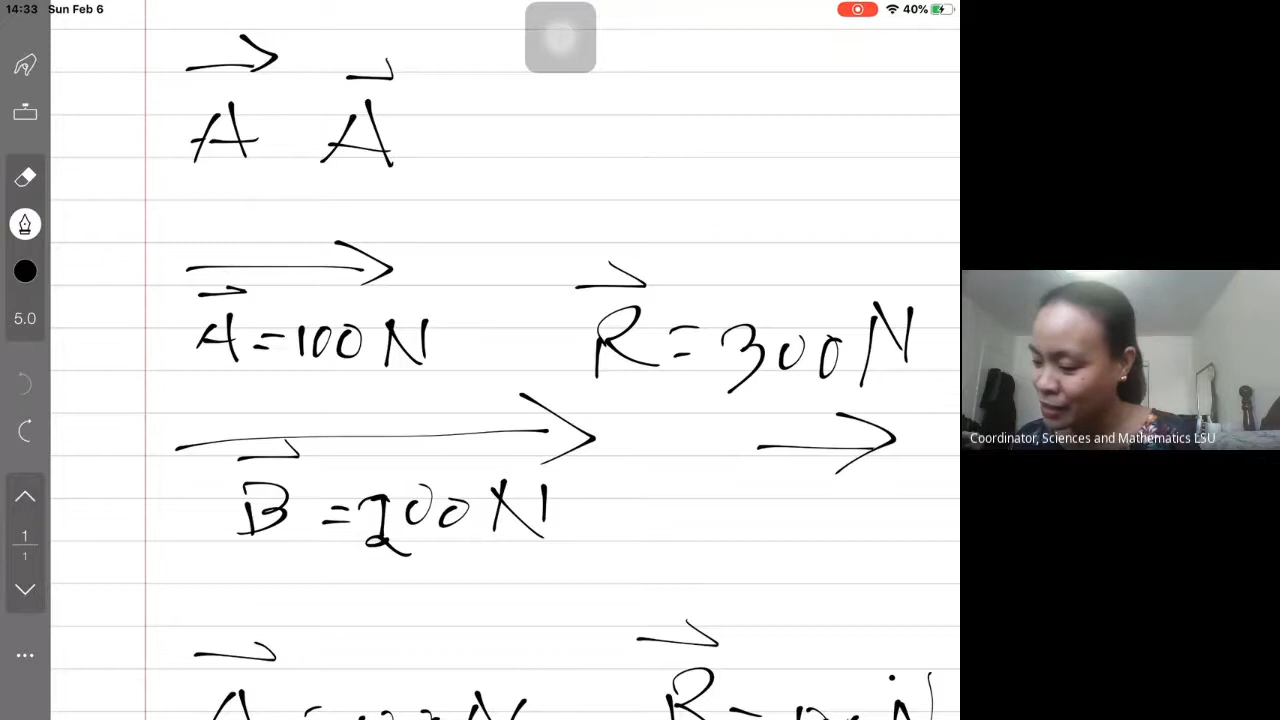 14:33 Sun Feb 6
40%
A A
5.0
A = 100 N
R = 300 N
B = 200 N
Coordinator, Sciences and Mathematics LSU
1
1
A
R
N
N